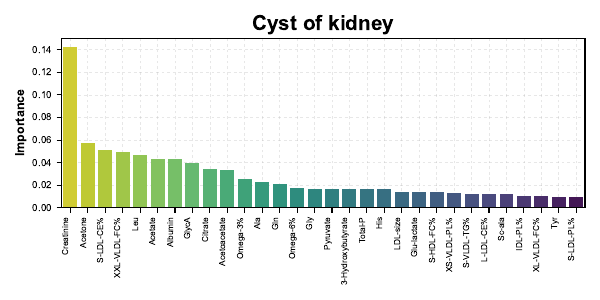 Cyst of kidney
Importance
0.14
0.12
0.10
0.08
0.06
0.04
0.02
0.00
Creatinine
Acetone
S-LDL-CE%
XXL-VLDL-FC%
Leu
Acetate
Albumin
GlycA
Citrate
Acetoacetate
Omega-3%
Ala
Gln
Omega-6%
Gly
Pyruvate
3-Hydroxybutyrate
Total-P
His
LDL-size
Glu-lactate
S-HDL-FC%
XS-VLDL-PL%
S-VLDL-TG%
L-LDL-CE%
Sc-ala
IDL-PL%
XL-VLDL-FC%
Tyr
S-LDL-PL%